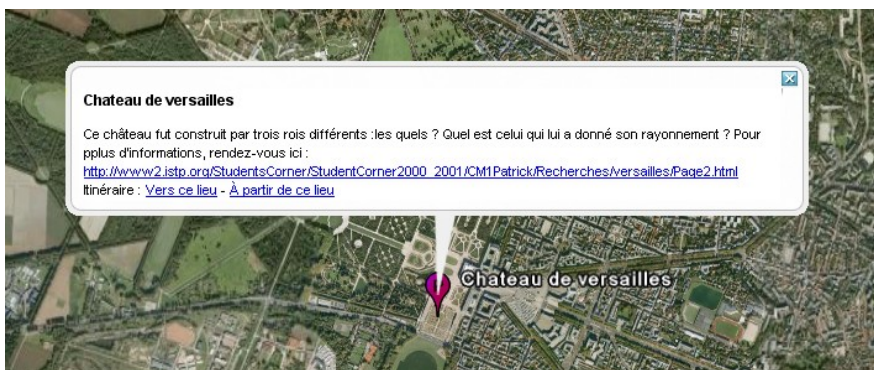 Chateau de versailles
Ce château fut construit par trois rois différents :les quels ? Quel est celui qui lui a donné son rayonnement ? Pour
pplus d'informations, rendez-vous ici :
http://www2.istp.org/StudentsCorner/StudentCorner2000_2001/CM1Patrick/Recherches/versailles/Page2.html
Itinéraire : Vers ce lieu - À partir de ce lieu
Chateau de versailles